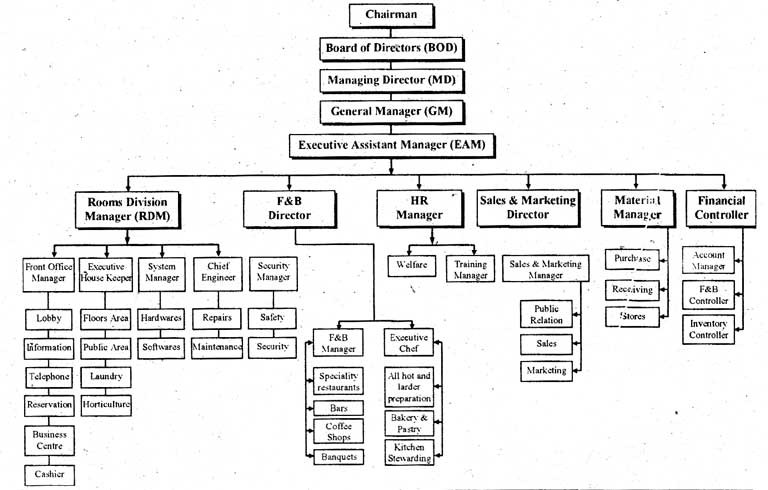 Chairman
Board of Directors (BOD)
Managing Director (MD)
General Manager (GM)
Executive Assistant Manager (EAM)
Rooms Division
Manager (RDM)
F&B
Director
HR
Manager
Sales & Marketing
Director
Material
Manager
Financial
Controller
Front Office
Manager
Executive
House Keeper
System
Manager
Chief
Engineer
Security
Manager
Welfare
Training
Manager
Sales & Marketing
Manager
Purchase
Account
Manager
Lobby
Floors Area
Hardwares
Repairs
Safety
Public
Relation
Receiving
F&B
Controller
Information
Public Area
Softwares
Maintenance
Security
F&B
Manager
Executive
Chef
Sales
Stores
Inventory
Controller
Telephone
Laundry
Speciality
restaurants
All hot and
larder
preparation
Marketing
Reservation
Horticulture
Bars
Bakery &
Pastry
Business
Centre
Coffee
Shops
Kitchen
Stewarding
Cashier
Banquets